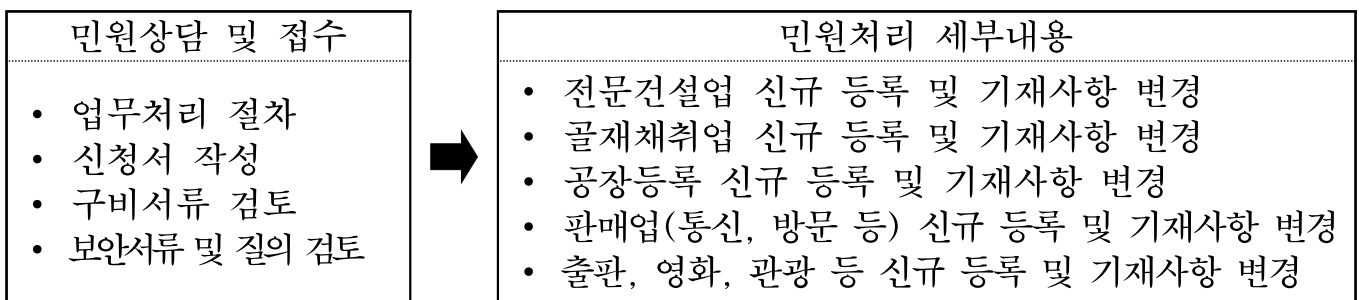 민원상담 및 접수
• 업무처리 절차
• 신청서 작성
• 구비서류 검토
• 보안서류 및 질의 검토
민원처리 세부내용
• 전문건설업 신규 등록 및 기재사항 변경
• 골재채취업 신규 등록 및 기재사항 변경
• 공장등록 신규 등록 및 기재사항 변경
• 판매업(통신, 방문 등) 신규 등록 및 기재사항 변경
• 출판, 영화, 관광 등 신규 등록 및 기재사항 변경